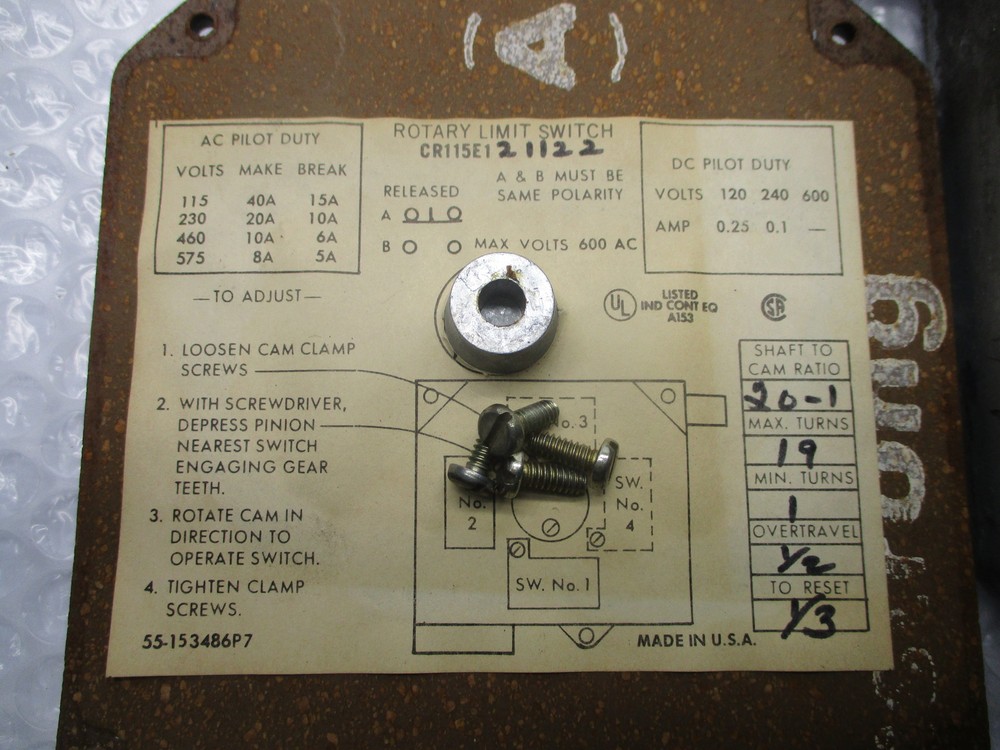 (A)
AC PILOT DUTY
VOLTS MAKE BREAK
115 40A 15A
230 20A 10A
460 10A 6A
575 8A 5A
ROTARY LIMIT SWITCH
CR115E121122
A & B MUST BE
SAME POLARITY
RELEASED
A
B
MAX VOLTS 600 AC
DC PILOT DUTY
VOLTS 120 240 600
AMP 0.25 0.1 —
—TO ADJUST—
UL
LISTED
IND CONT EQ
A153
SA
1. LOOSEN CAM CLAMP
SCREWS
2. WITH SCREWDRIVER,
DEPRESS PINION
NEAREST SWITCH
ENGAGING GEAR
TEETH.
3. ROTATE CAM IN
DIRECTION TO
OPERATE SWITCH.
4. TIGHTEN CLAMP
SCREWS.
55-153486P7
No. 3
No.
2
SW.
No.
4
SW. No. 1
MADE IN U.S.A.
SHAFT TO
CAM RATIO
20-1
MAX. TURNS
19
MIN. TURNS
1
OVERTRAVEL
1/2
TO RESET
1/3